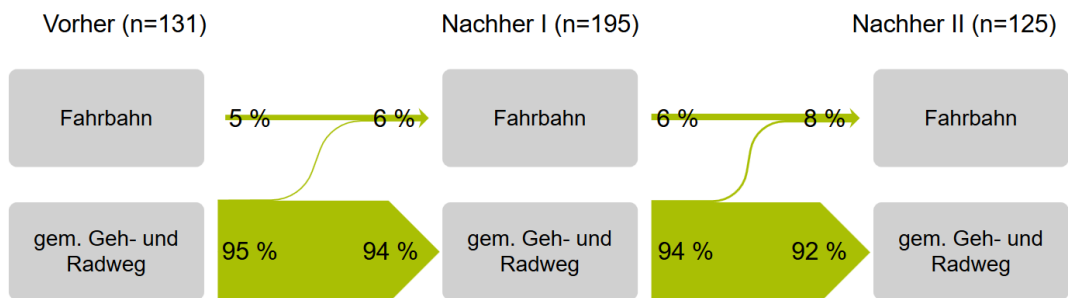 Vorher (n=131)
Nachher I (n=195)
Nachher II (n=125)
Fahrbahn
5 %
6 %
Fahrbahn
6 %
8 %
Fahrbahn
gem. Geh- und
Radweg
95 %
94 %
gem. Geh- und
Radweg
94 %
92 %
gem. Geh- und
Radweg